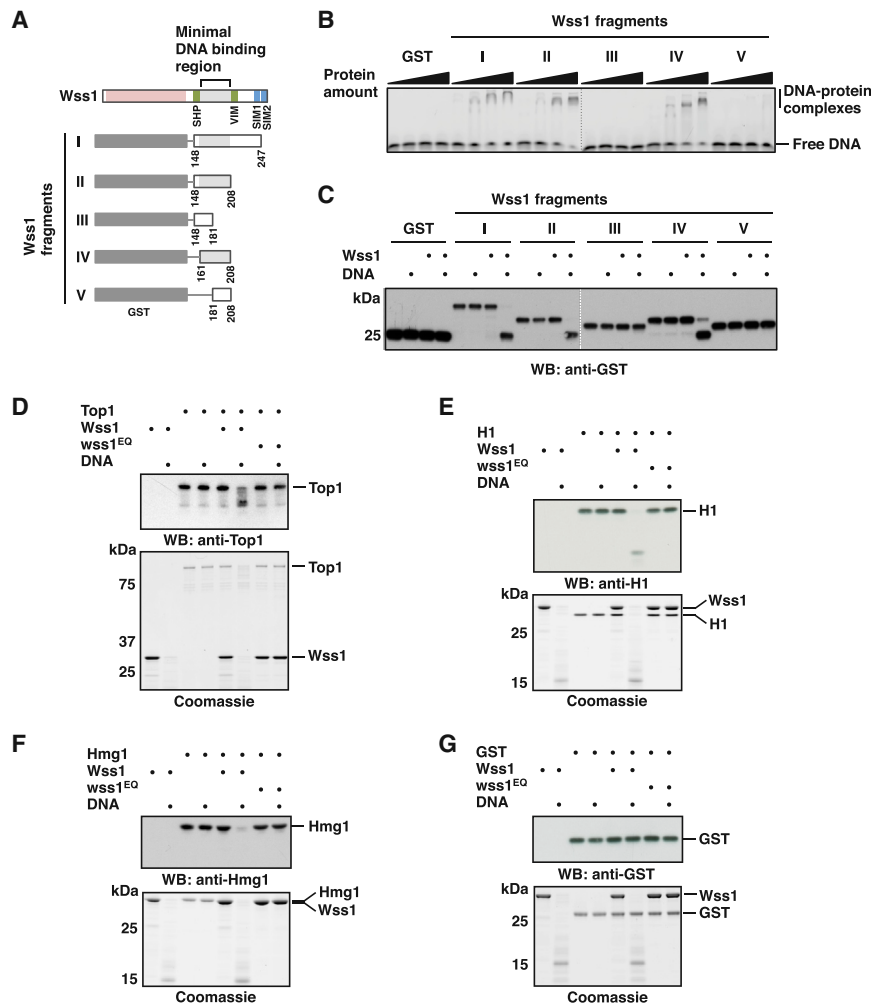 A
Minimal
DNA binding
region
Wss1
SHP
VIM
SIM1
SIM2
Wss1
fragments
I
148
247
II
148
208
III
148
181
IV
161
208
V
181
208
GST
B
Wss1 fragments
GST I II III IV V
Protein
amount
DNA-protein
complexes
Free DNA
C
Wss1 fragments
GST I II III IV V
Wss1
DNA
kDa
25
WB: anti-GST
D
Top1
Wss1
wss1EQ
DNA
Top1
WB: anti-Top1
kDa
Top1
75
37
Wss1
25
Coomassie
E
H1
Wss1
wss1EQ
DNA
H1
WB: anti-H1
kDa
Wss1
H1
25
15
Coomassie
F
Hmg1
Wss1
wss1EQ
DNA
Hmg1
WB: anti-Hmg1
kDa
Hmg1
Wss1
25
15
Coomassie
G
GST
Wss1
wss1EQ
DNA
GST
WB: anti-GST
kDa
Wss1
GST
25
15
Coomassie